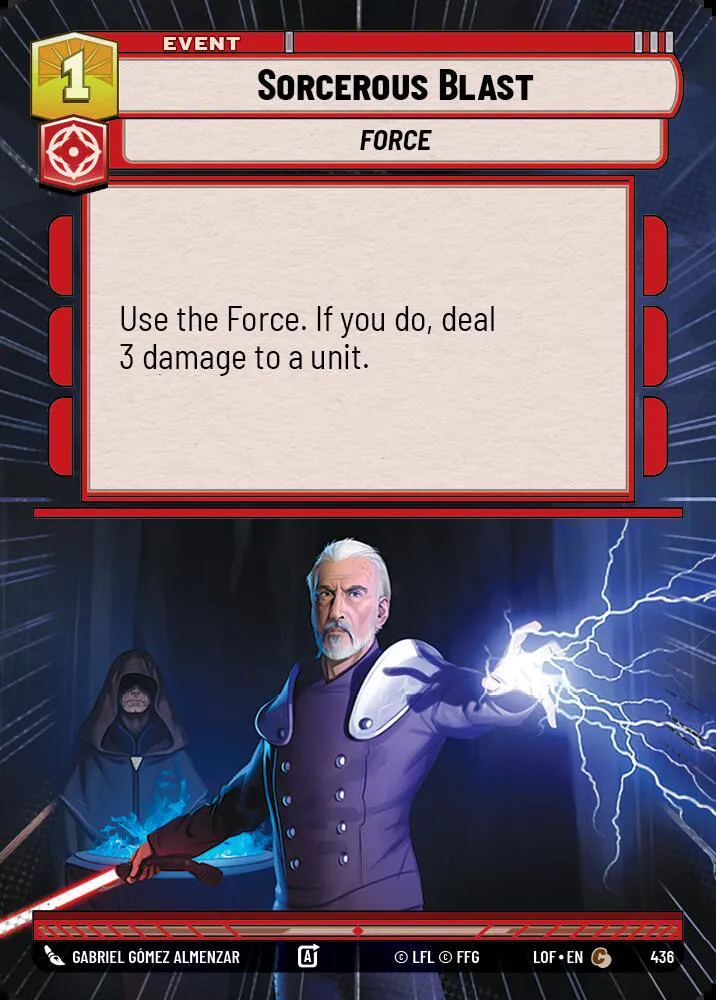 EVENT
1
SORCEROUS BLAST
FORCE
Use the Force. If you do, deal
3 damage to a unit.
GABRIEL GÓMEZ ALMENZAR A © LFL © FFG LOF • EN C 436